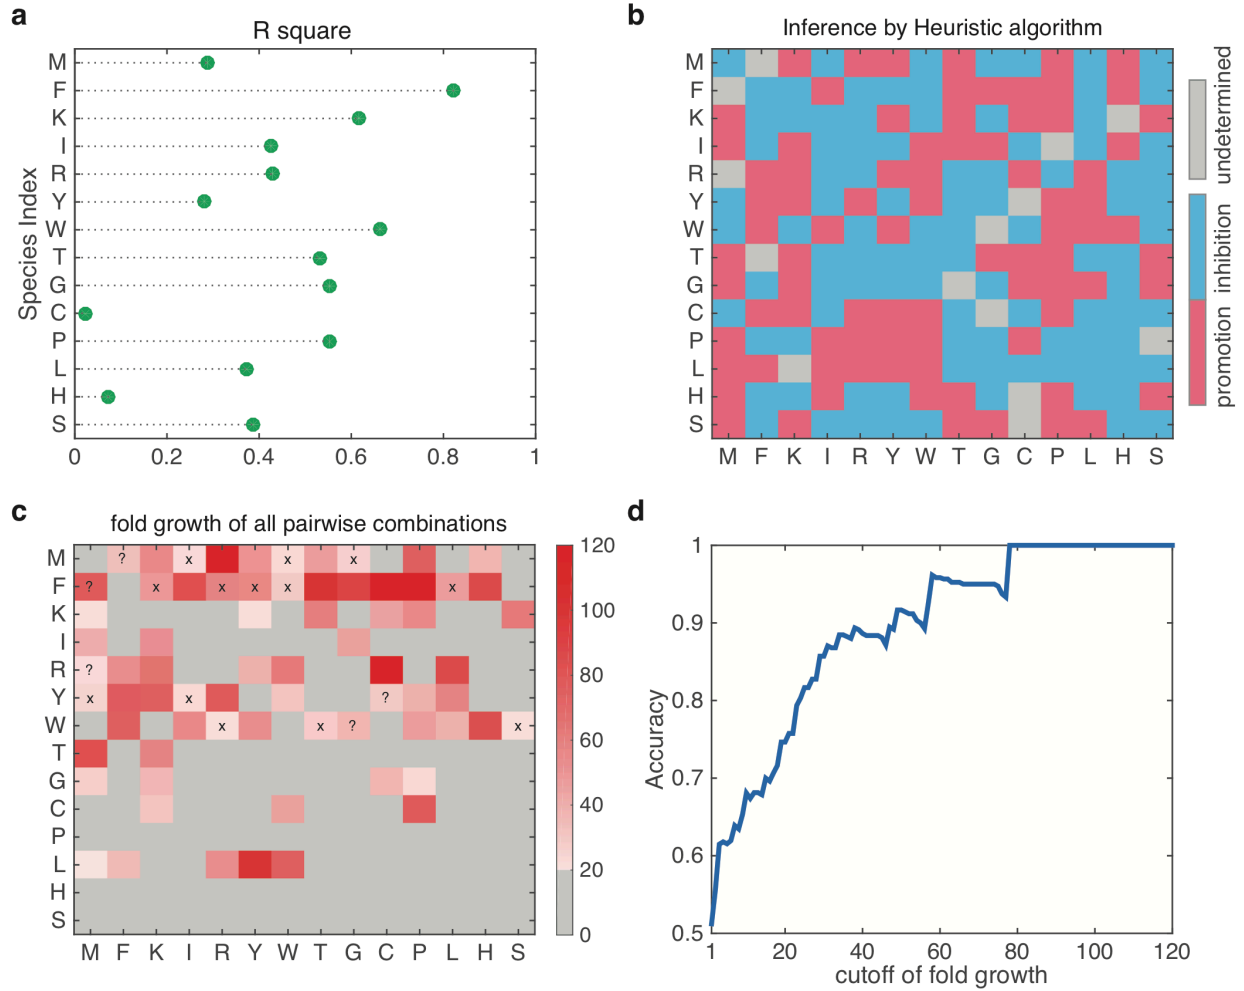 a
R square
Species Index
M
F
K
I
R
Y
W
T
G
C
P
L
H
S
0 0.2 0.4 0.6 0.8 1
b
Inference by Heuristic algorithm
M
F
K
I
R
Y
W
T
G
C
P
L
H
S
M F K I R Y W T G C P L H S
undetermined
inhibition
promotion
c
fold growth of all pairwise combinations
M ? x x x
F ? x x x x x
K
I
R ?
Y x x ?
W x x ? x
T
G
C
P
L
H
S
M F K I R Y W T G C P L H S
120
100
80
60
40
20
0
d
Accuracy
1
0.9
0.8
0.7
0.6
0.5
1 20 40 60 80 100 120
cutoff of fold growth